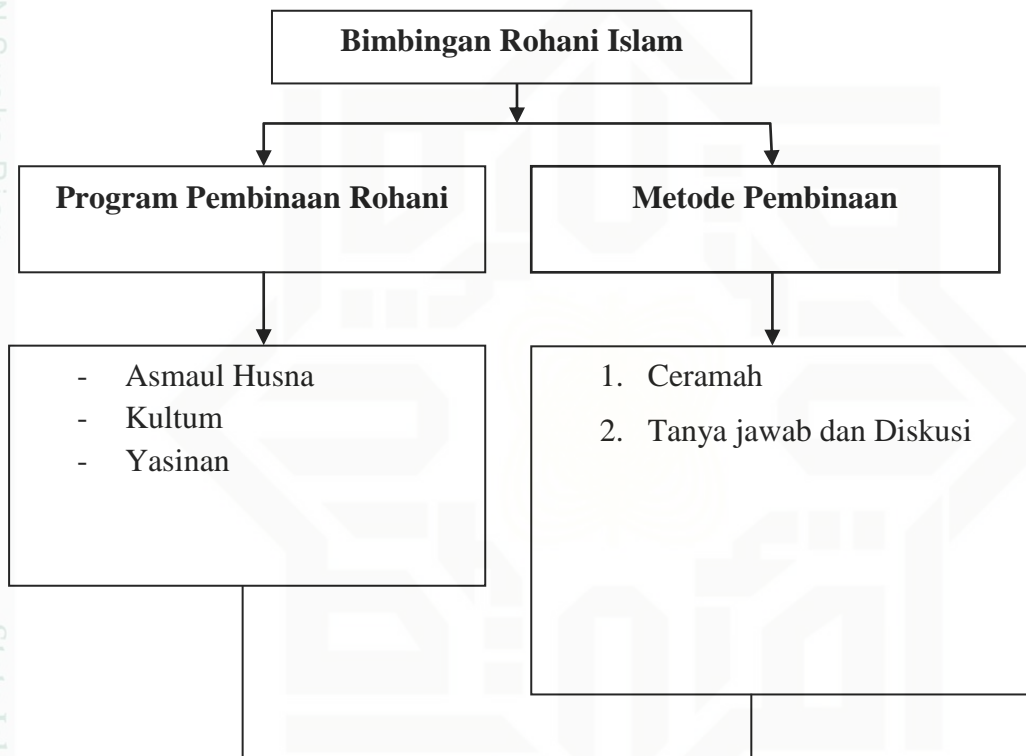 Bimbingan Rohani Islam
Program Pembinaan Rohani
Metode Pembinaan
- Asmaul Husna
- Kultum
- Yasinan
1. Ceramah
2. Tanya jawab dan Diskusi